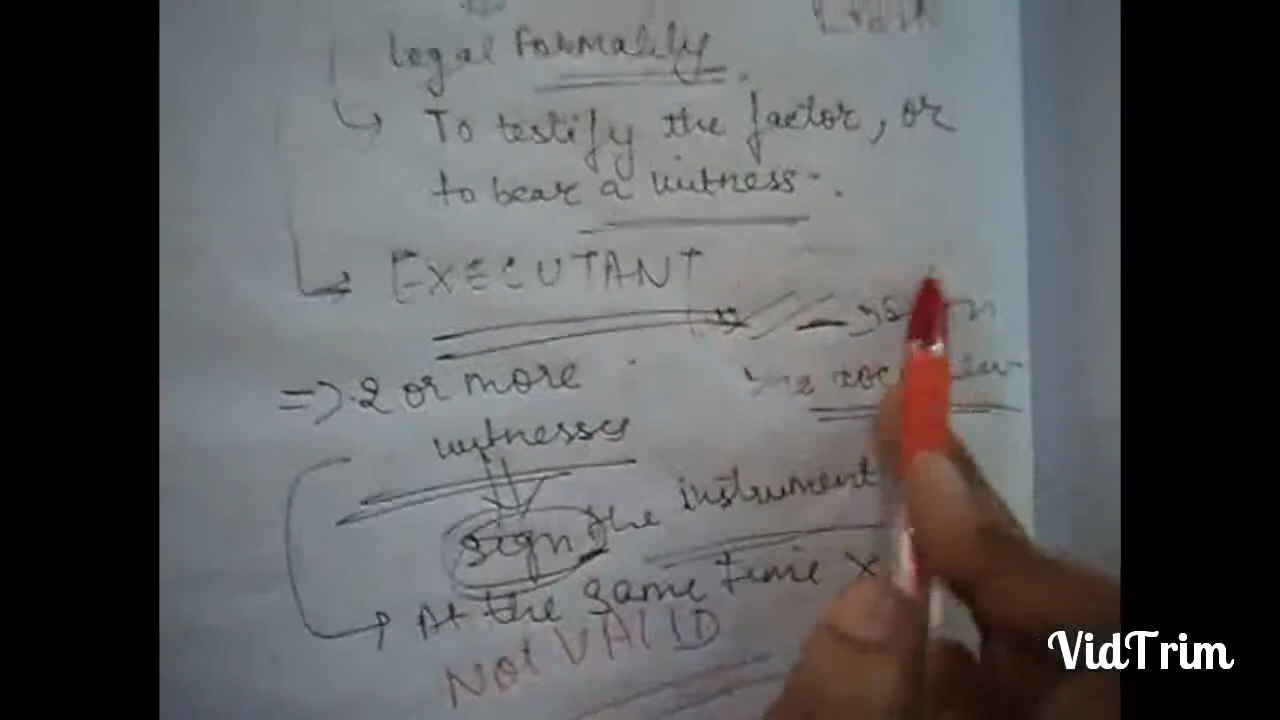 legal formality.
To testify the factor, or
to bear a witness.
EXECUTANT
=> 2 or more
witnesses
sign the instrument
At the same time x
Not VALID
VidTrim